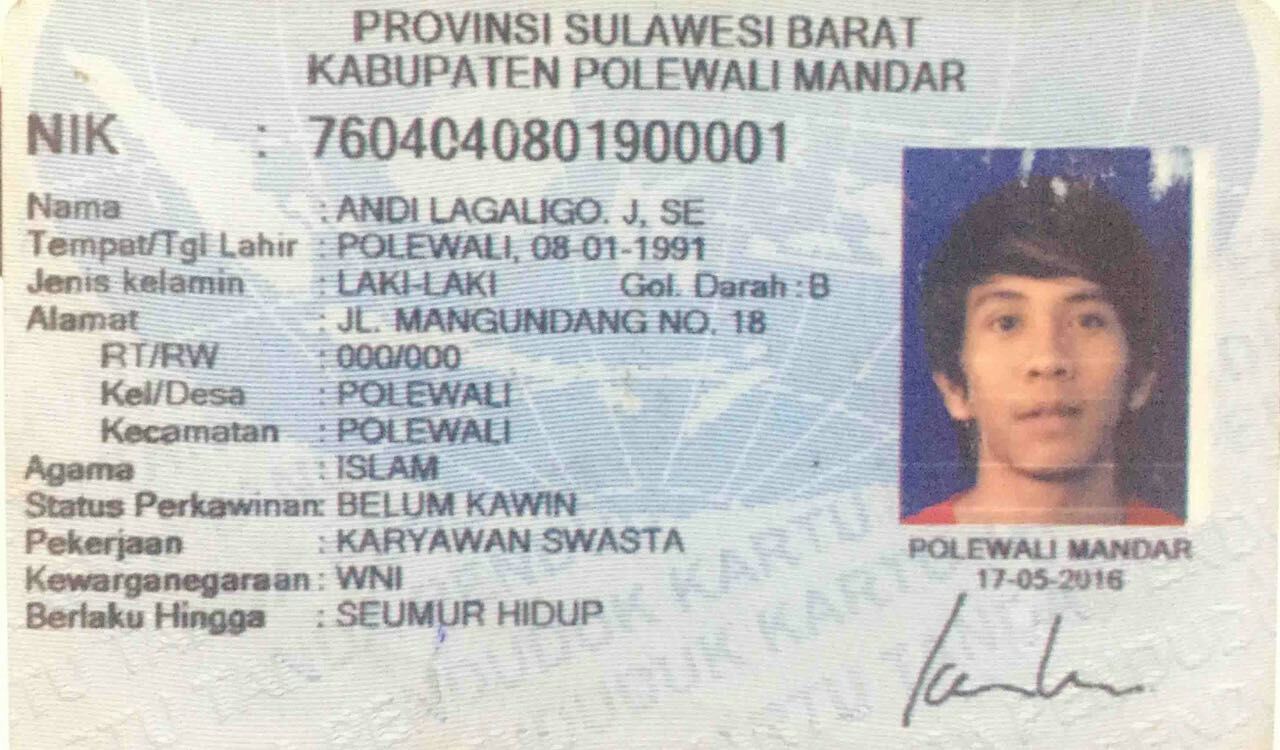 PROVINSI SULAWESI BARAT
KABUPATEN POLEWALI MANDAR
NIK : 7604040801900001
Nama : ANDI LAGALIGO. J, SE
Tempat/Tgl Lahir : POLEWALI, 08-01-1991
Jenis kelamin : LAKI-LAKI Gol. Darah : B
Alamat : JL. MANGUNDANG NO. 18
RT/RW : 000/000
Kel/Desa : POLEWALI
Kecamatan : POLEWALI
Agama : ISLAM
Status Perkawinan: BELUM KAWIN
Pekerjaan : KARYAWAN SWASTA
Kewarganegaraan : WNI
Berlaku Hingga : SEUMUR HIDUP
POLEWALI MANDAR
17-05-2016